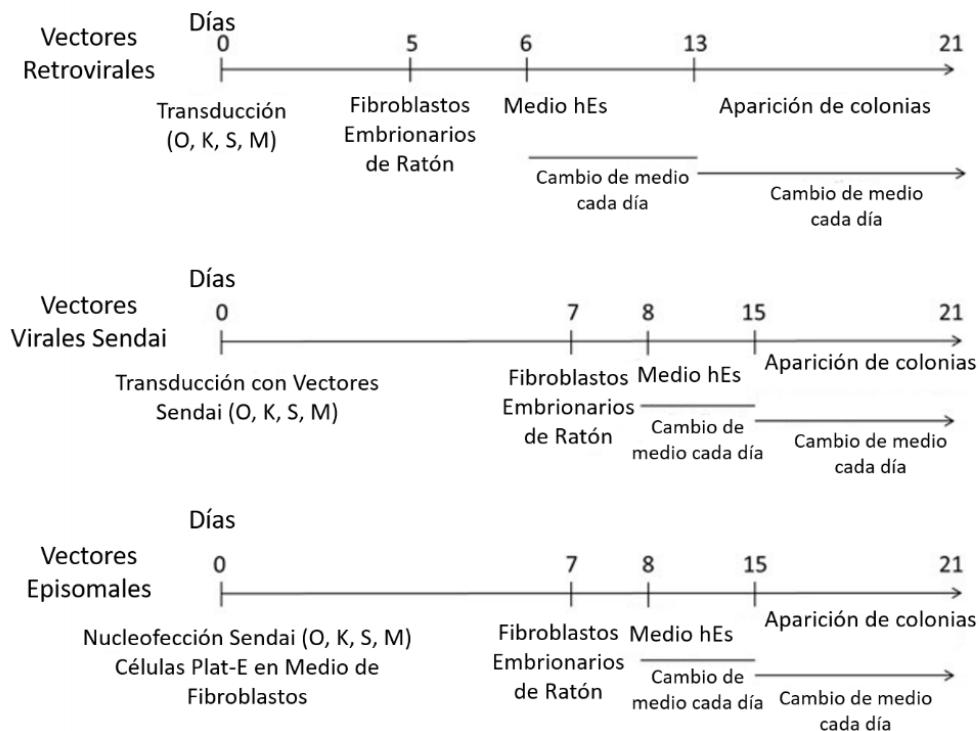 Días
Vectores
Retrovirales
0 5 6 13 21
Transducción
(O, K, S, M)
Fibroblastos
Embrionarios
de Ratón
Medio hEs
Aparición de colonias
Cambio de medio
cada día
Cambio de medio
cada día
Días
Vectores
Virales Sendai
0 7 8 15 21
Transducción con Vectores
Sendai (O, K, S, M)
Fibroblastos
Embrionarios
de Ratón
Medio hEs
Aparición de colonias
Cambio de
medio cada día
Cambio de medio
cada día
Días
Vectores
Episomales
0 7 8 15 21
Nucleofección Sendai (O, K, S, M)
Células Plat-E en Medio de
Fibroblastos
Fibroblastos
Embrionarios
de Ratón
Medio hEs
Aparición de colonias
Cambio de
medio cada día
Cambio de medio
cada día